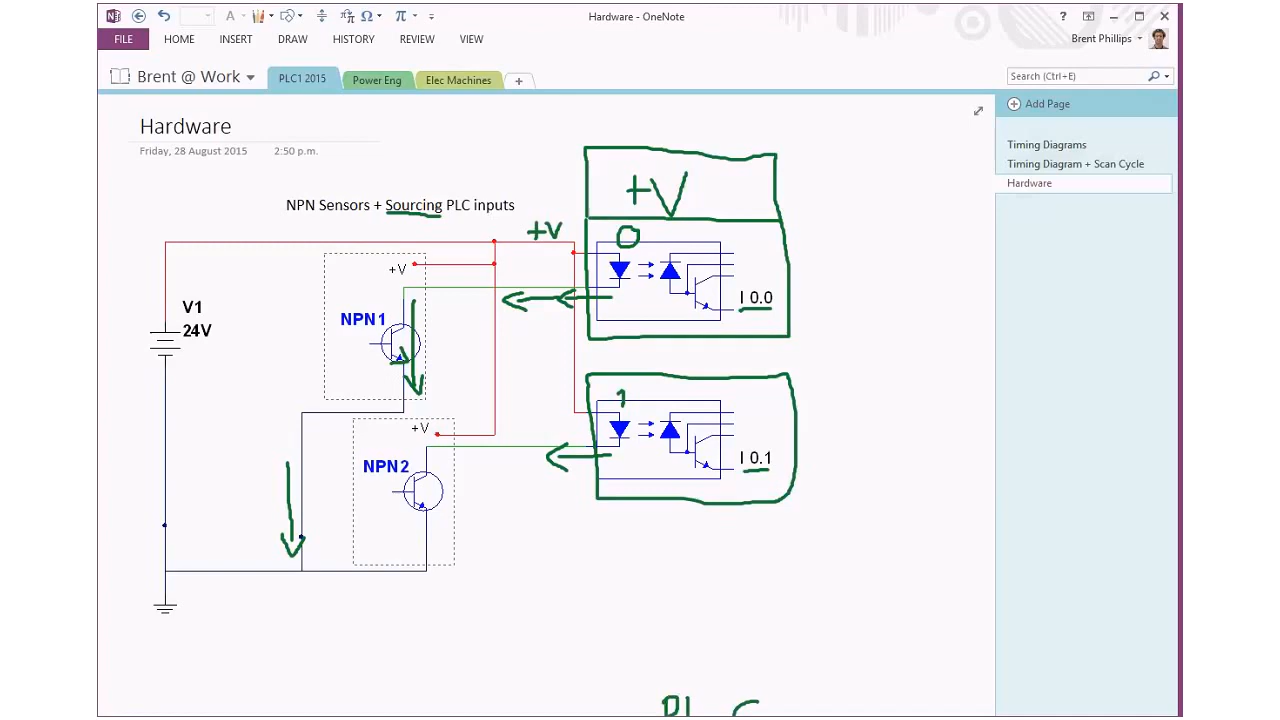 Hardware - OneNote
?
FILE HOME INSERT DRAW HISTORY REVIEW VIEW
Brent Phillips
Brent @ Work
PLC1 2015 Power Eng Elec Machines +
Search (Ctrl+E)
Add Page
Hardware
Friday, 28 August 2015 2:50 p.m.
Timing Diagrams
Timing Diagram + Scan Cycle
Hardware
NPN Sensors + Sourcing PLC inputs
+V
+V
0
+V
I 0.0
V1
24V
NPN1
1
+V
I 0.1
NPN2
PLC